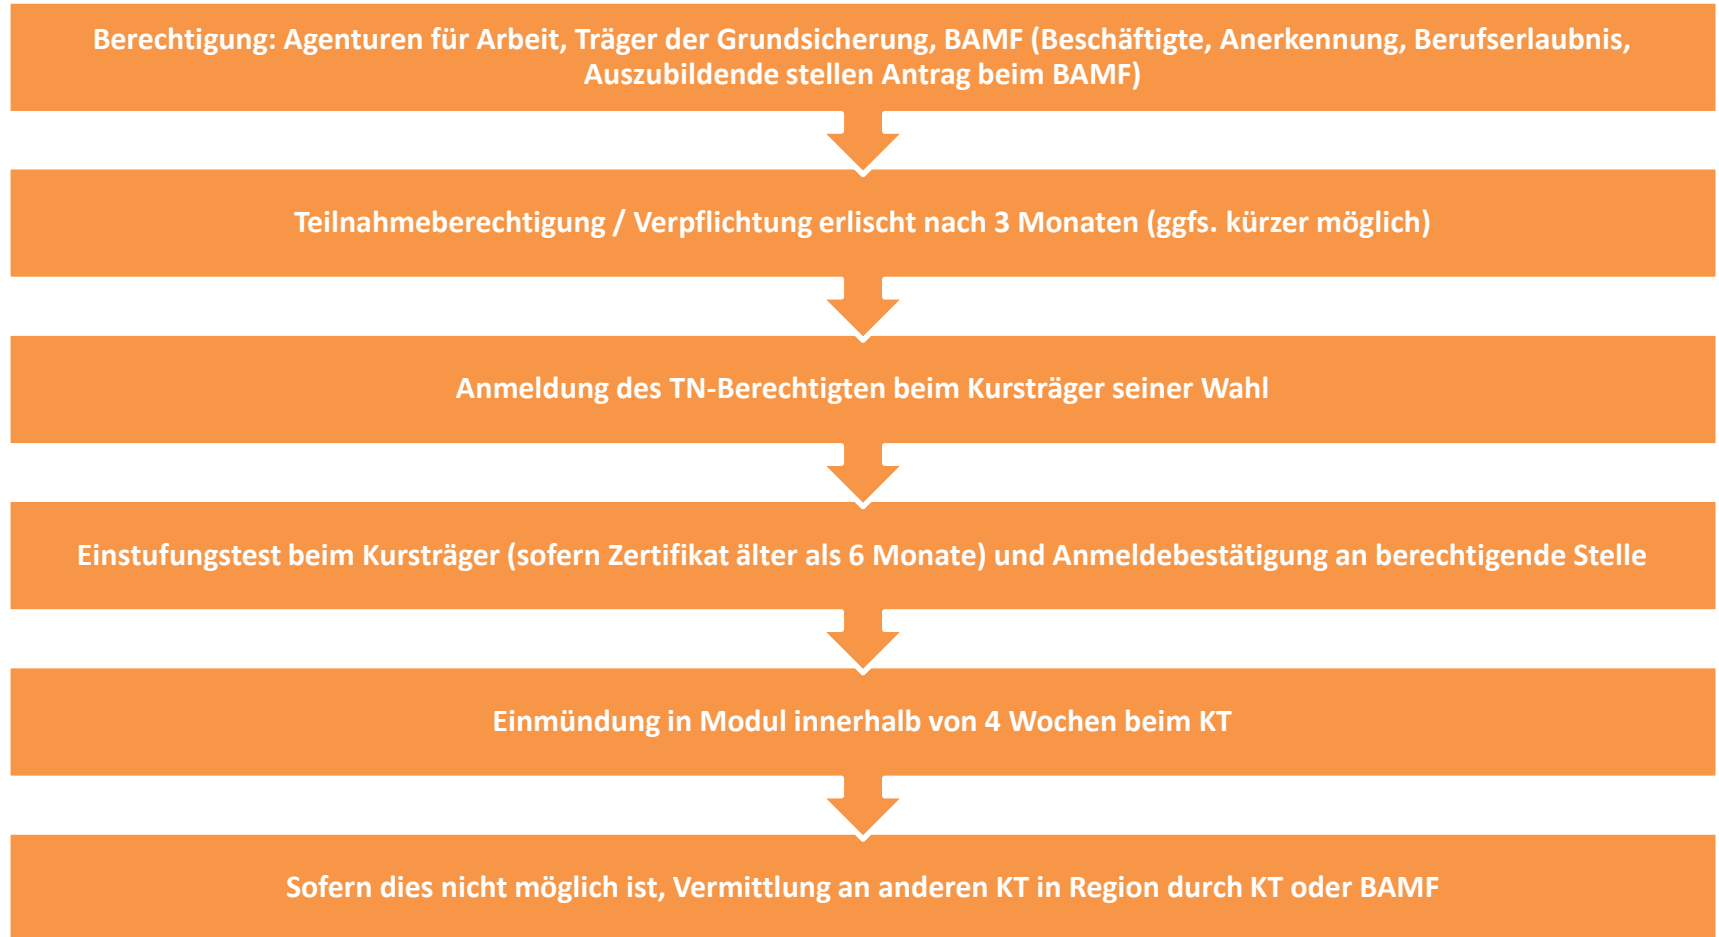 Berechtigung: Agenturen für Arbeit, Träger der Grundsicherung, BAMF (Beschäftigte, Anerkennung, Berufserlaubnis,
Auszubildende stellen Antrag beim BAMF)
Teilnahmeberechtigung / Verpflichtung erlischt nach 3 Monaten (ggfs. kürzer möglich)
Anmeldung des TN-Berechtigten beim Kursträger seiner Wahl
Einstufungstest beim Kursträger (sofern Zertifikat älter als 6 Monate) und Anmeldebestätigung an berechtigende Stelle
Einmündung in Modul innerhalb von 4 Wochen beim KT
Sofern dies nicht möglich ist, Vermittlung an anderen KT in Region durch KT oder BAMF